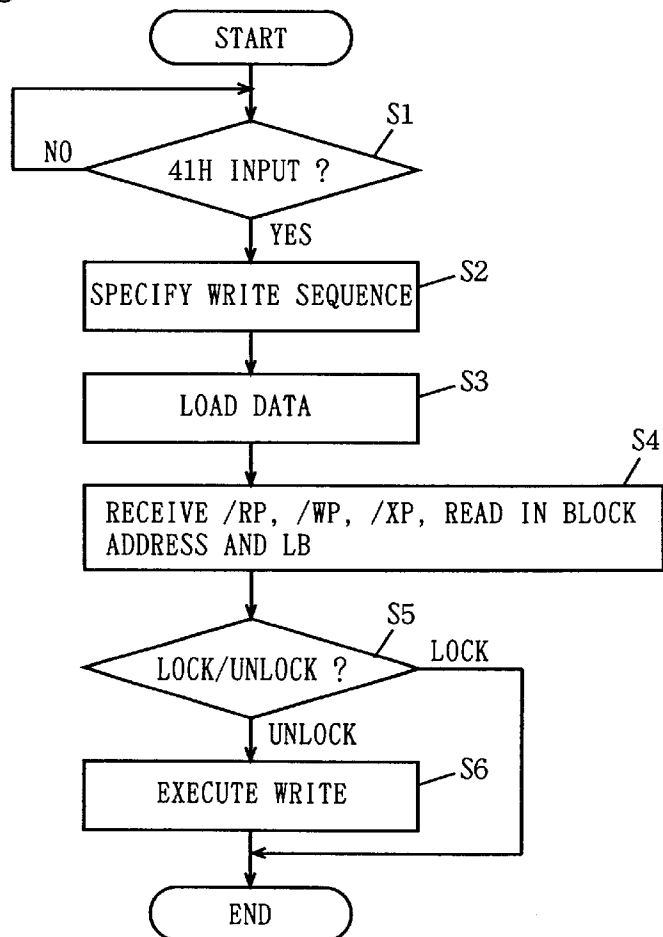 START
S1
NO
41H INPUT ?
YES
S2
SPECIFY WRITE SEQUENCE
S3
LOAD DATA
S4
RECEIVE /RP, /WP, /XP, READ IN BLOCK
ADDRESS AND LB
S5
LOCK/UNLOCK ?
LOCK
UNLOCK
S6
EXECUTE WRITE
END